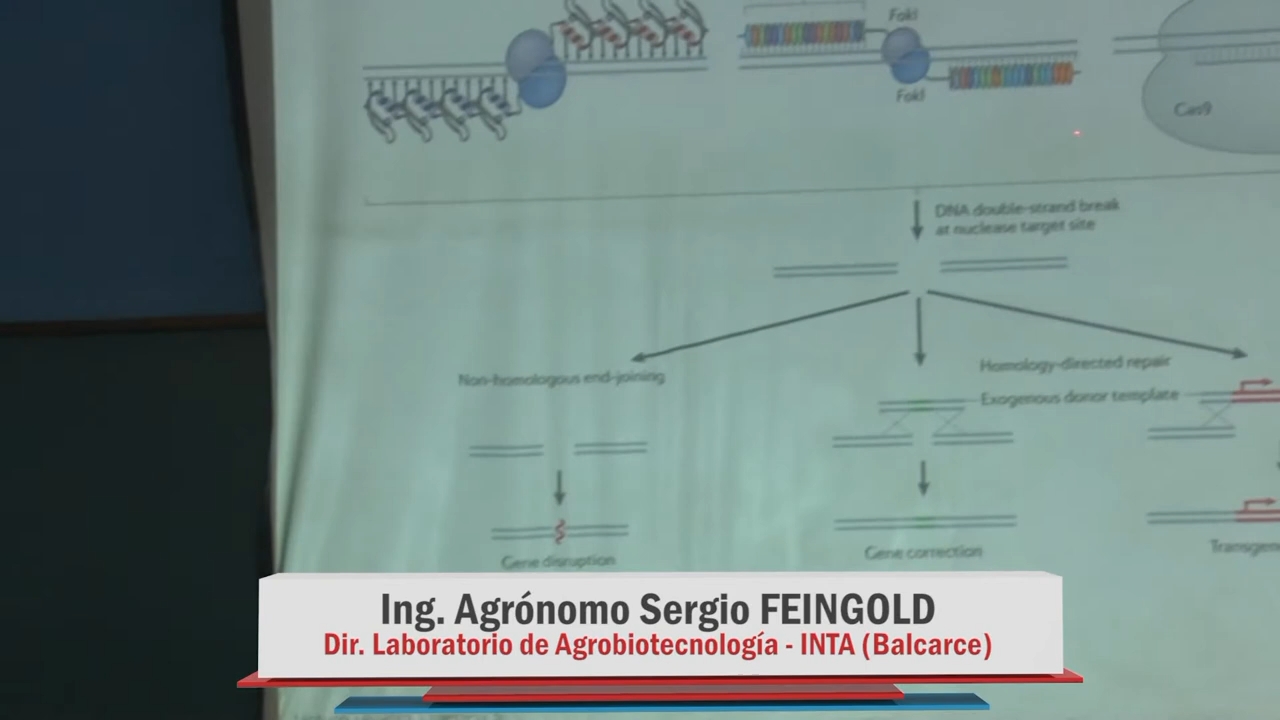 FokI
FokI
Cas9
DNA double-strand break
at nuclease target site
Non-homologous end-joining
Homology-directed repair
Exogenous donor template
Gene disruption
Gene correction
Transgen
Ing. Agrónomo Sergio FEINGOLD
Dir. Laboratorio de Agrobiotecnología - INTA (Balcarce)